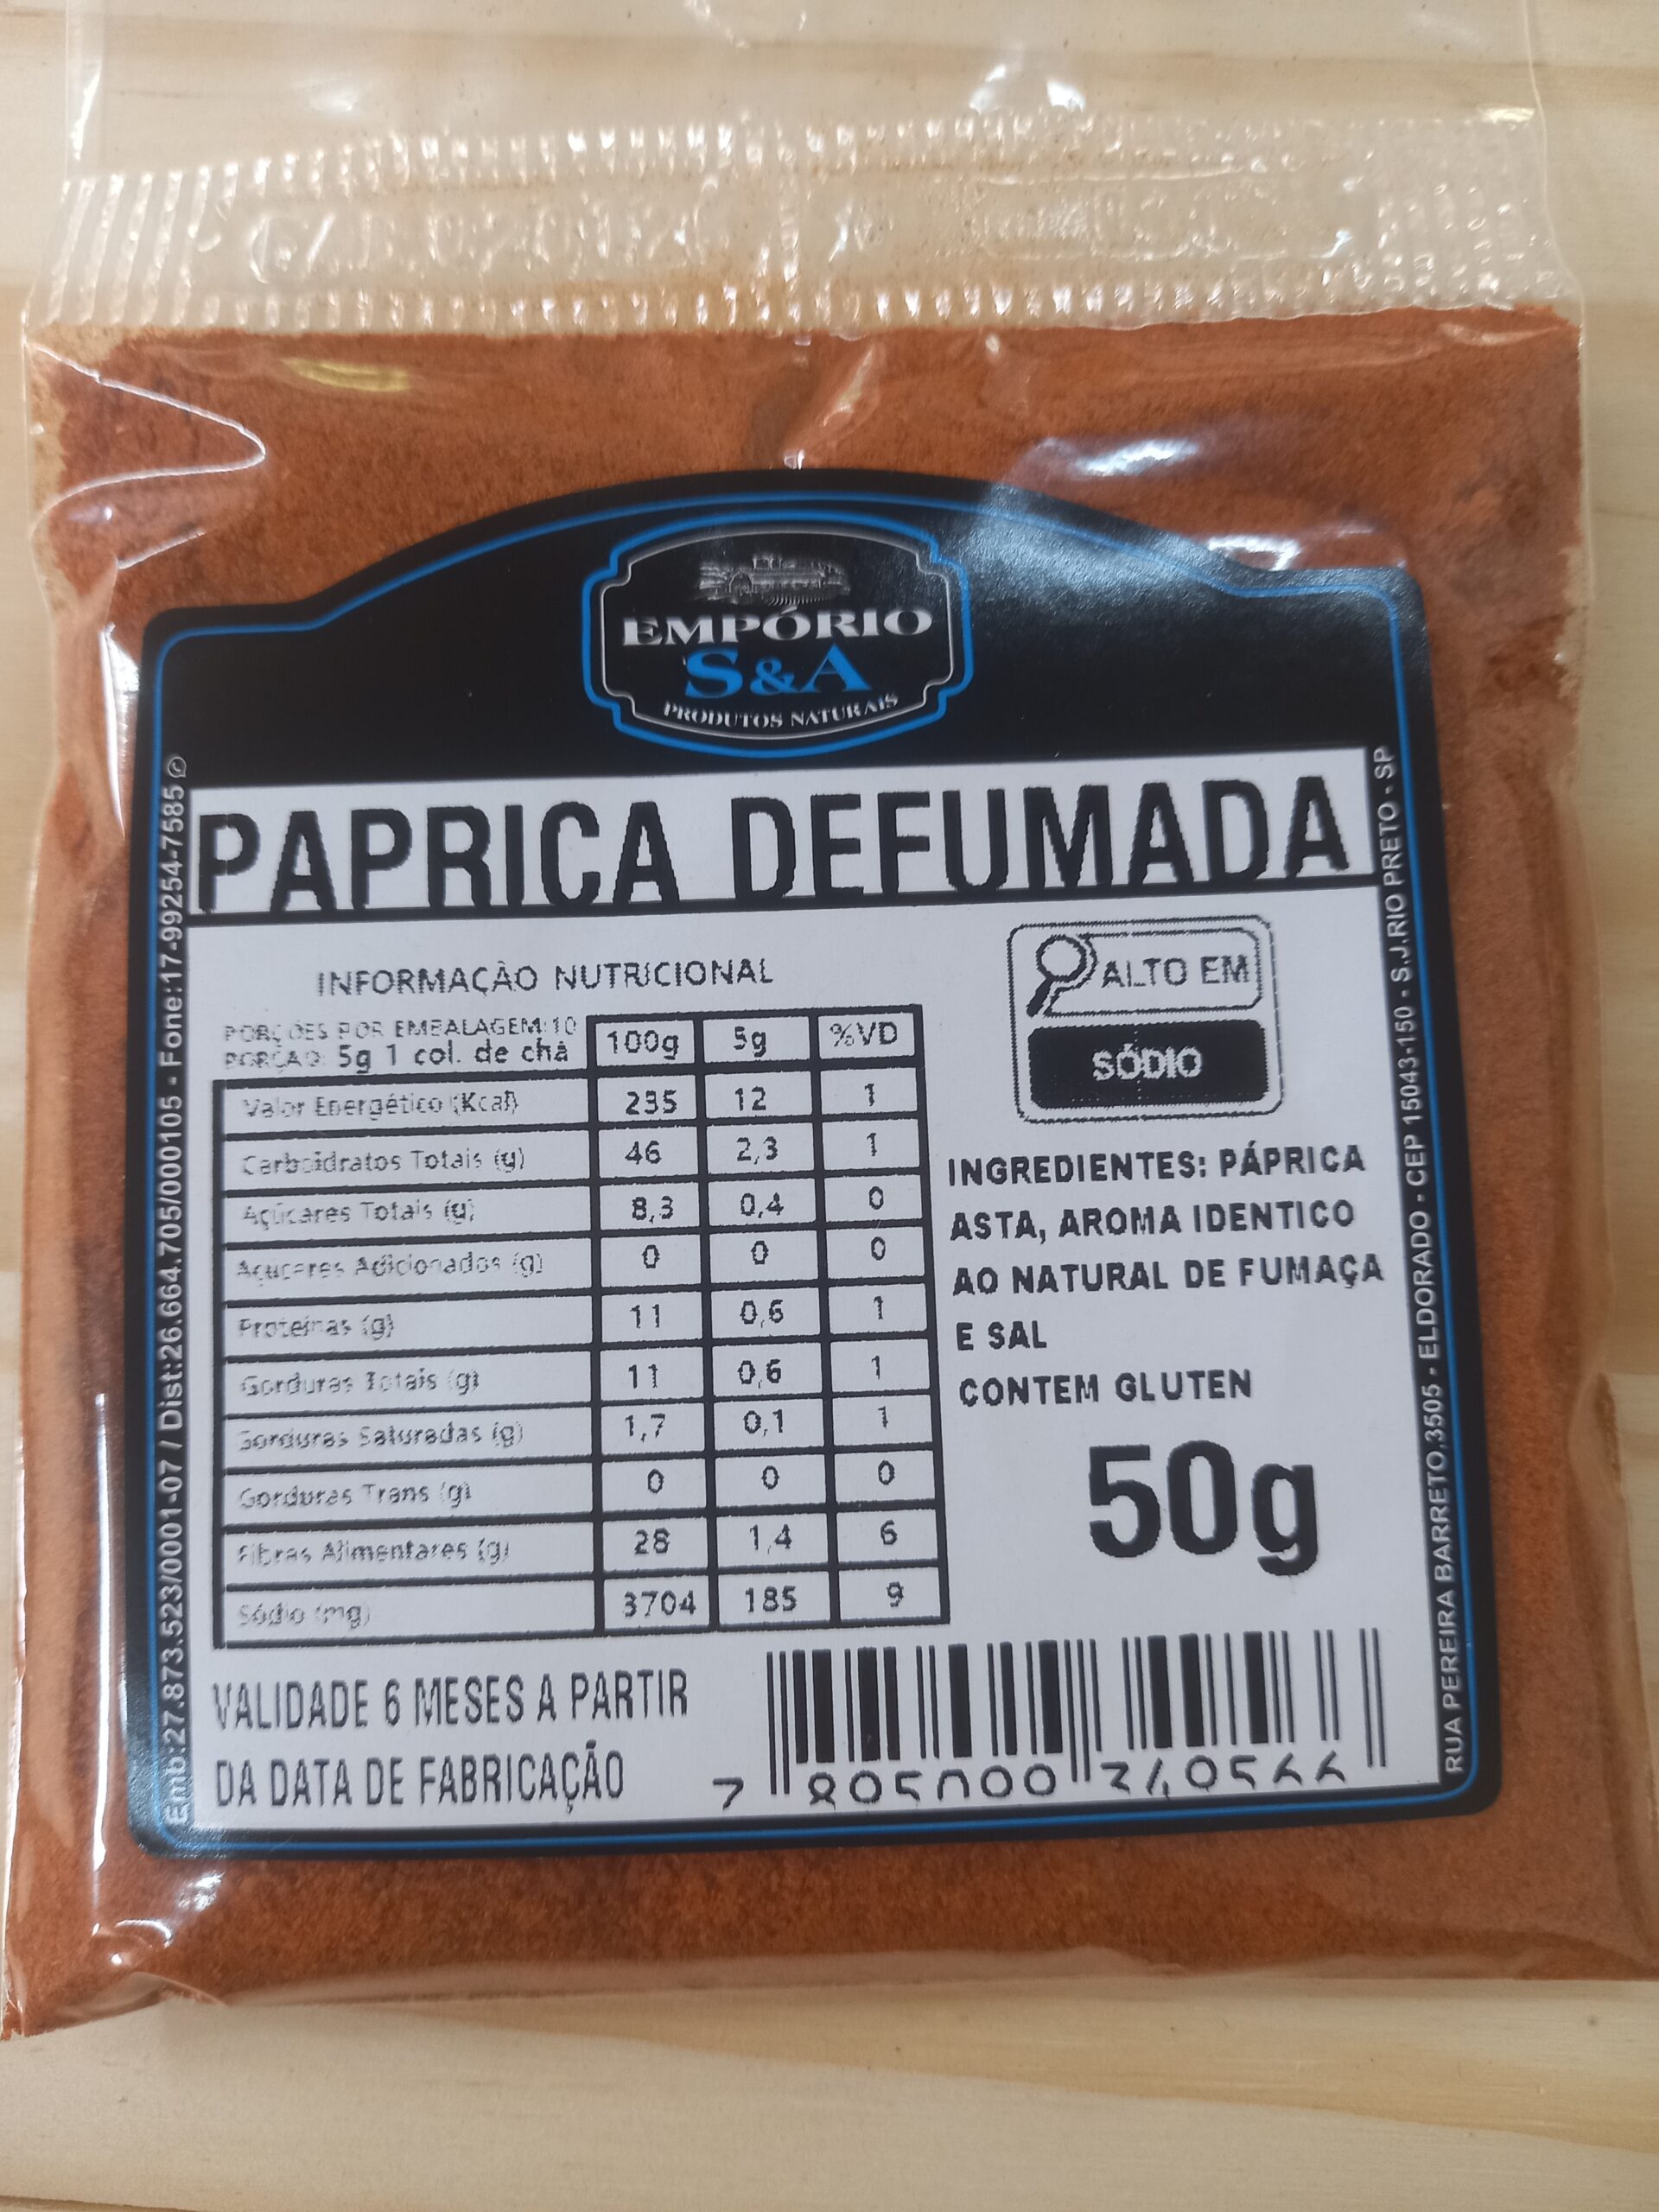 EMPÓRIO
S&A
PRODUTOS NATURAIS
PAPRICA DEFUMADA
INFORMAÇÃO NUTRICIONAL
PORÇÕES POR EMBALAGEM:10
PORÇAO: 5g 1 col. de chá
100g 5g %VD
Valor Energético (Kcal) 235 12 1
Carboidratos Totais (g) 46 2,3 1
Açúcares Totais (g) 8,3 0,4 0
Açucares Adicionados (g) 0 0 0
Proteínas (g) 11 0,6 1
Gorduras Totais (g) 11 0,6 1
Gorduras Saturadas (g) 1,7 0,1 1
Gorduras Trans (g) 0 0 0
Fibras Alimentares (g) 28 1,4 6
Sódio (mg) 3704 185 9
ALTO EM
SÓDIO
INGREDIENTES: PÁPRICA
ASTA, AROMA IDENTICO
AO NATURAL DE FUMAÇA
E SAL
CONTEM GLUTEN
50g
VALIDADE 6 MESES A PARTIR
DA DATA DE FABRICAÇÃO
Emb:27.873.523/0001-07 / Dist:26.664.705/000105 - Fone:17-99254-7585
RUA PEREIRA BARRETO,3505 - ELDORADO - CEP 15043-150 - S.J.RIO PRETO - SP